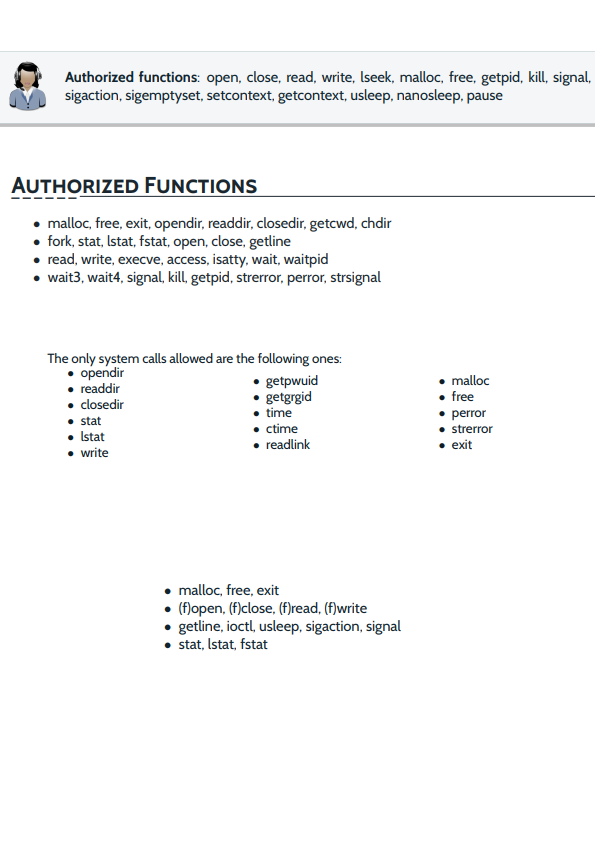 Authorized functions: open, close, read, write, lseek, malloc, free, getpid, kill, signal,
sigaction, sigemptyset, setcontext, getcontext, usleep, nanosleep, pause
AUTHORIZED FUNCTIONS
• malloc, free, exit, opendir, readdir, closedir, getcwd, chdir
• fork, stat, lstat, fstat, open, close, getline
• read, write, execve, access, isatty, wait, waitpid
• wait3, wait4, signal, kill, getpid, strerror, perror, strsignal
The only system calls allowed are the following ones:
• opendir
• readdir
• closedir
• stat
• lstat
• write
• getpwuid
• getgrgid
• time
• ctime
• readlink
• malloc
• free
• perror
• strerror
• exit
• malloc, free, exit
• (f)open, (f)close, (f)read, (f)write
• getline, ioctl, usleep, sigaction, signal
• stat, lstat, fstat